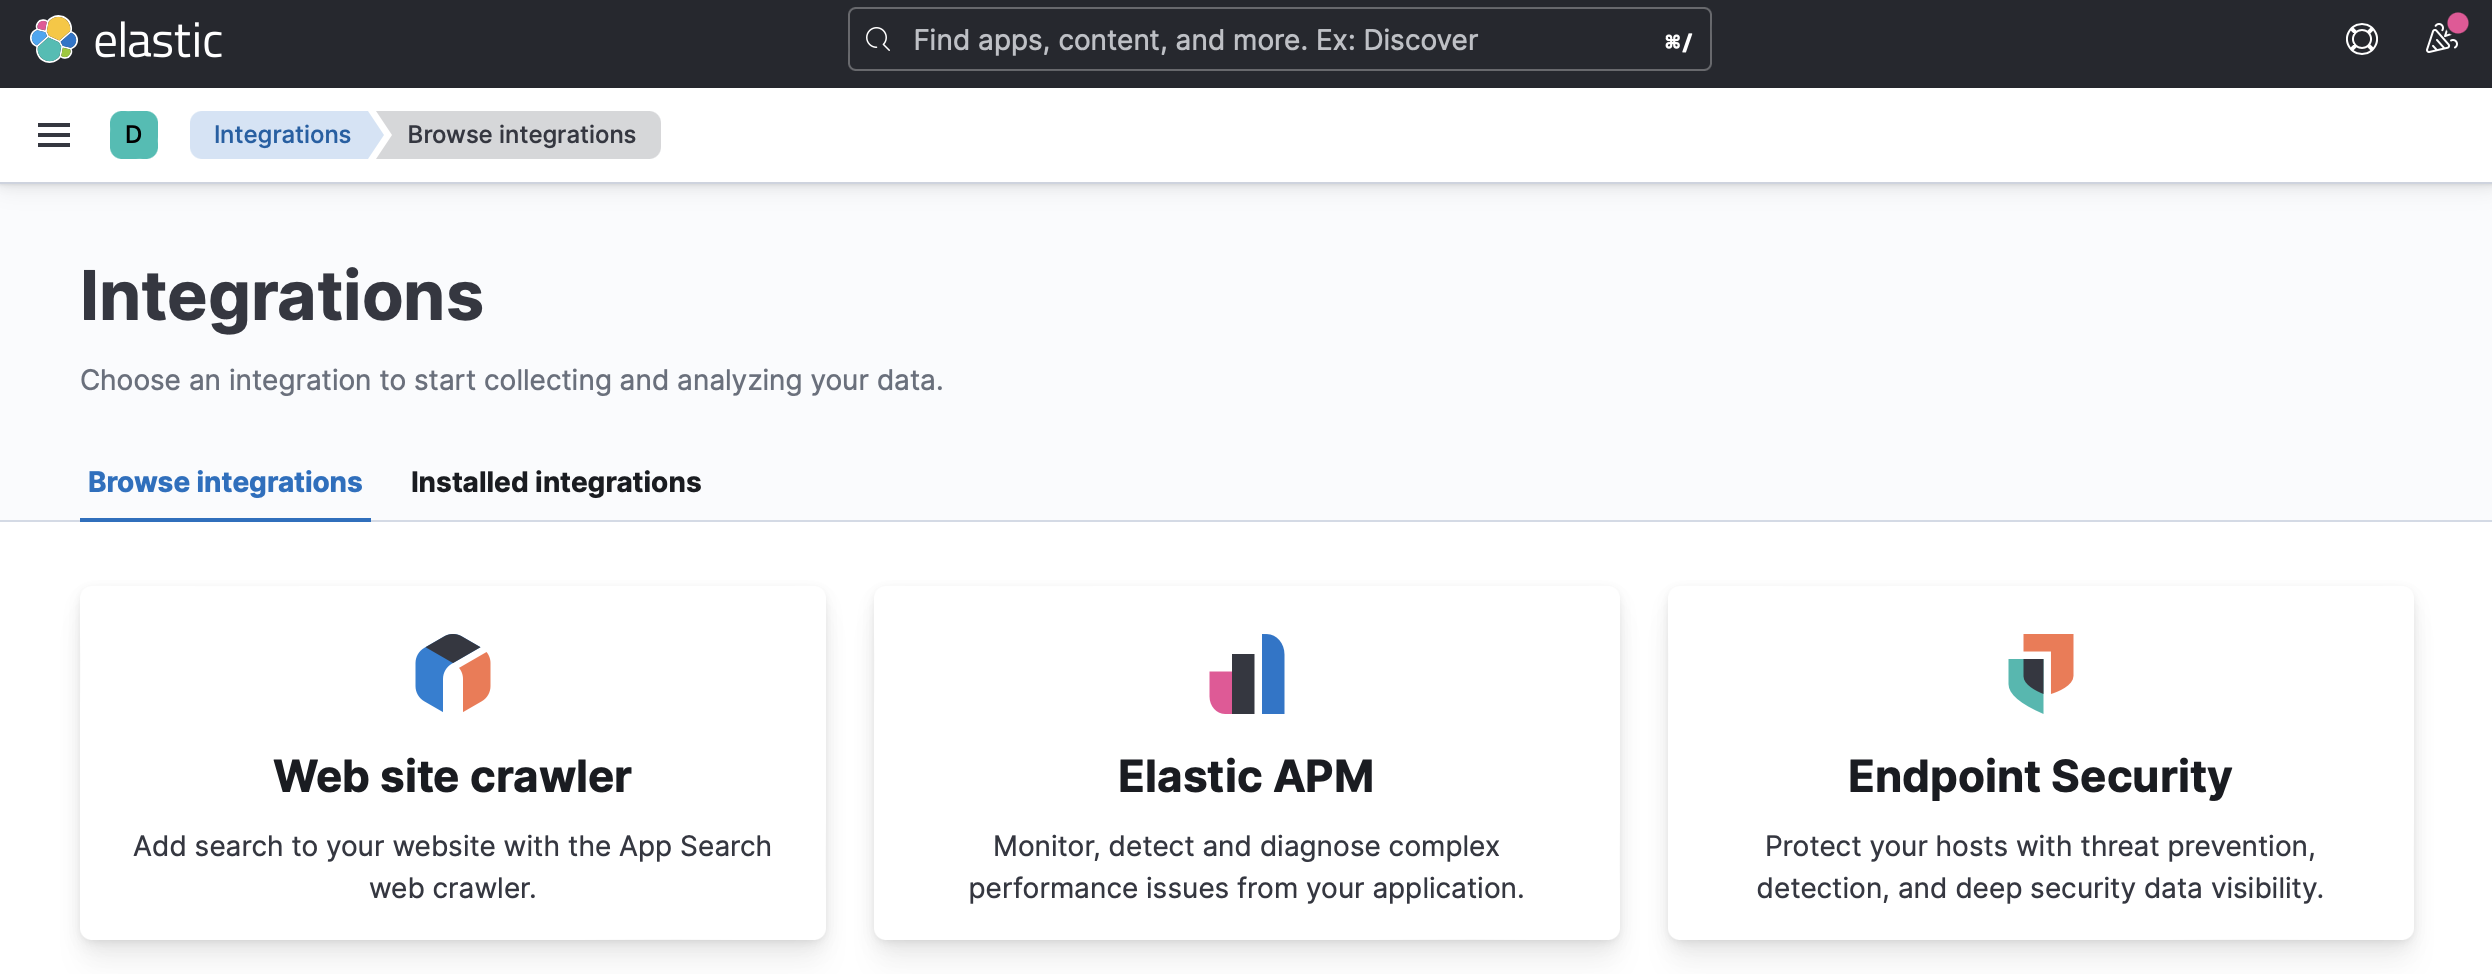 elastic
Find apps, content, and more. Ex: Discover ⌘/
D Integrations Browse integrations
Integrations
Choose an integration to start collecting and analyzing your data.
Browse integrations Installed integrations
Web site crawler
Add search to your website with the App Search
web crawler.
Elastic APM
Monitor, detect and diagnose complex
performance issues from your application.
Endpoint Security
Protect your hosts with threat prevention,
detection, and deep security data visibility.